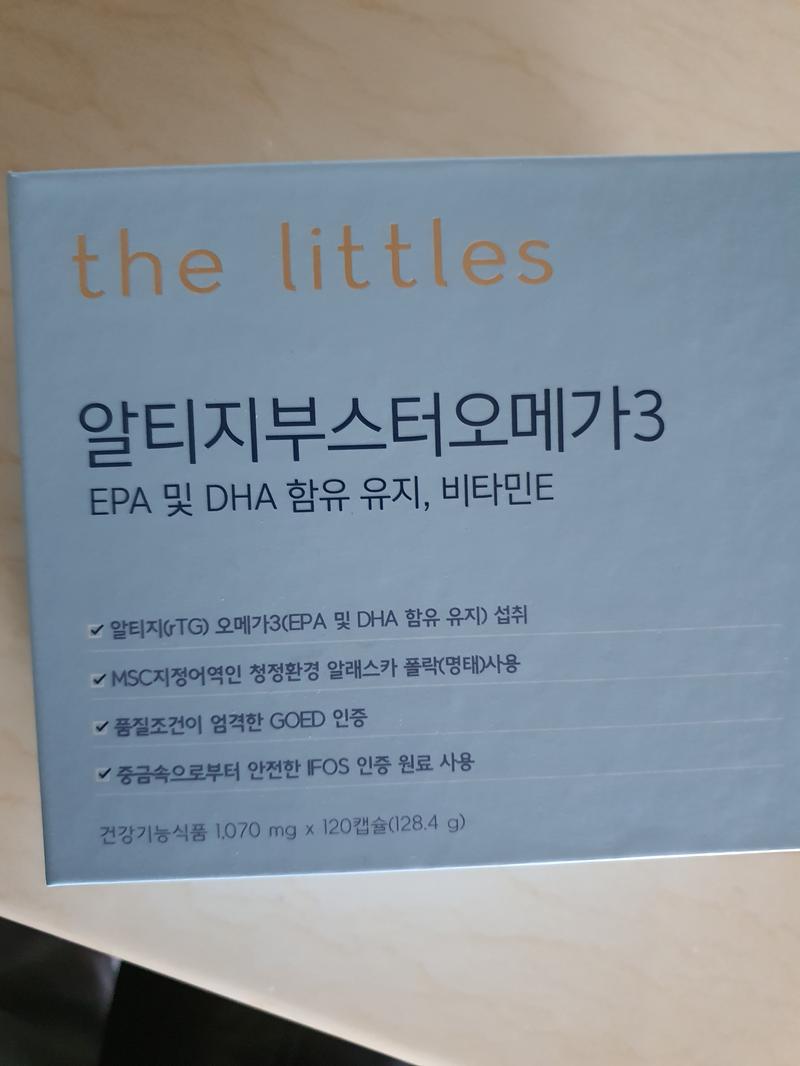 the littles
알티지부스터오메가3
EPA 및 DHA 함유 유지, 비타민E
알티지(rTG) 오메가3(EPA 및 DHA 함유 유지) 섭취
MSC지정어역인 청정환경 알래스카 폴락(명태)사용
품질조건이 엄격한 GOED 인증
중금속으로부터 안전한 IFOS 인증 원료 사용
건강기능식품 1,070 mg x 120캡슐(128.4 g)